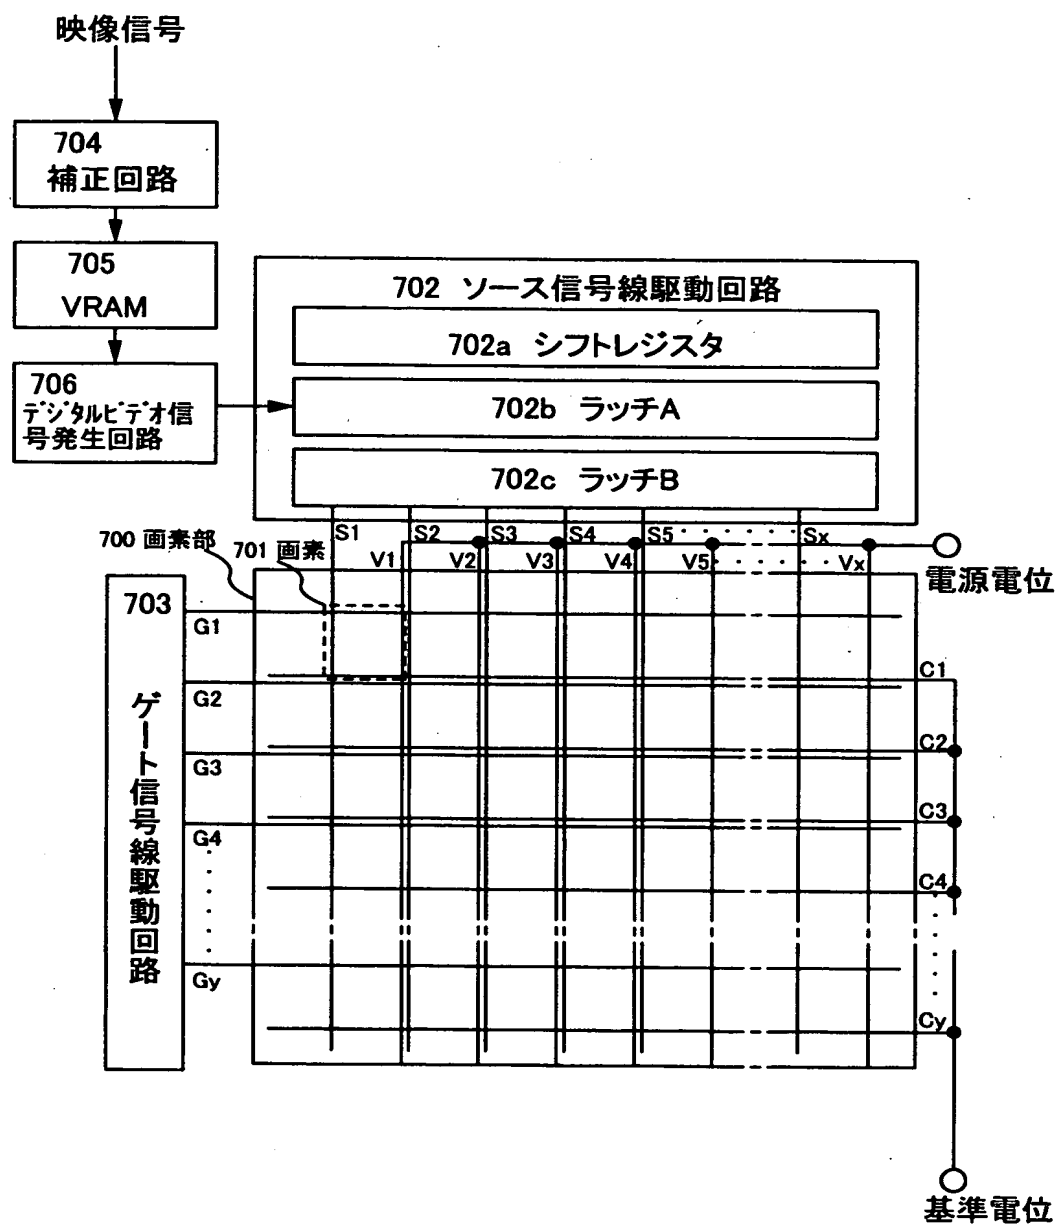 映像信号
704
補正回路
705
VRAM
706
デジタルビデオ信
号発生回路
702 ソース信号線駆動回路
702a シフトレジスタ
702b ラッチA
702c ラッチB
S1 S2 S3 S4 S5 Sx
V1 V2 V3 V4 V5 Vx
電源電位
700 画素部
701 画素
703
ゲート信号線駆動回路
G1
G2
G3
G4
Gy
C1
C2
C3
C4
Cy
基準電位